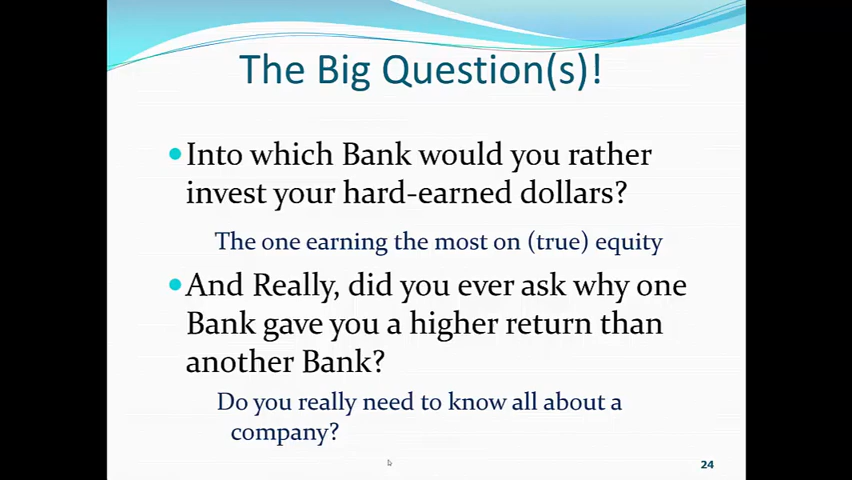 The Big Question(s)!
Into which Bank would you rather
invest your hard-earned dollars?
The one earning the most on (true) equity
And Really, did you ever ask why one
Bank gave you a higher return than
another Bank?
Do you really need to know all about a
company?
24